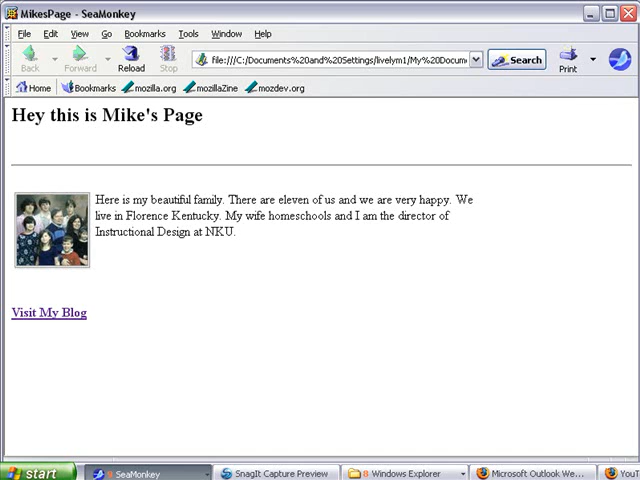 MikesPage - SeaMonkey
File Edit View Go Bookmarks Tools Window Help
Back Forward Reload Stop file:///C:/Documents%20and%20Settings/livelym1/My%20Docum Search Print
Home Bookmarks mozilla.org mozillaZine mozdev.org
Hey this is Mike's Page
Here is my beautiful family. There are eleven of us and we are very happy. We
live in Florence Kentucky. My wife homeschools and I am the director of
Instructional Design at NKU.
Visit My Blog
start 8 SeaMonkey SnagIt Capture Preview 8 Windows Explorer Microsoft Outlook We... YouT